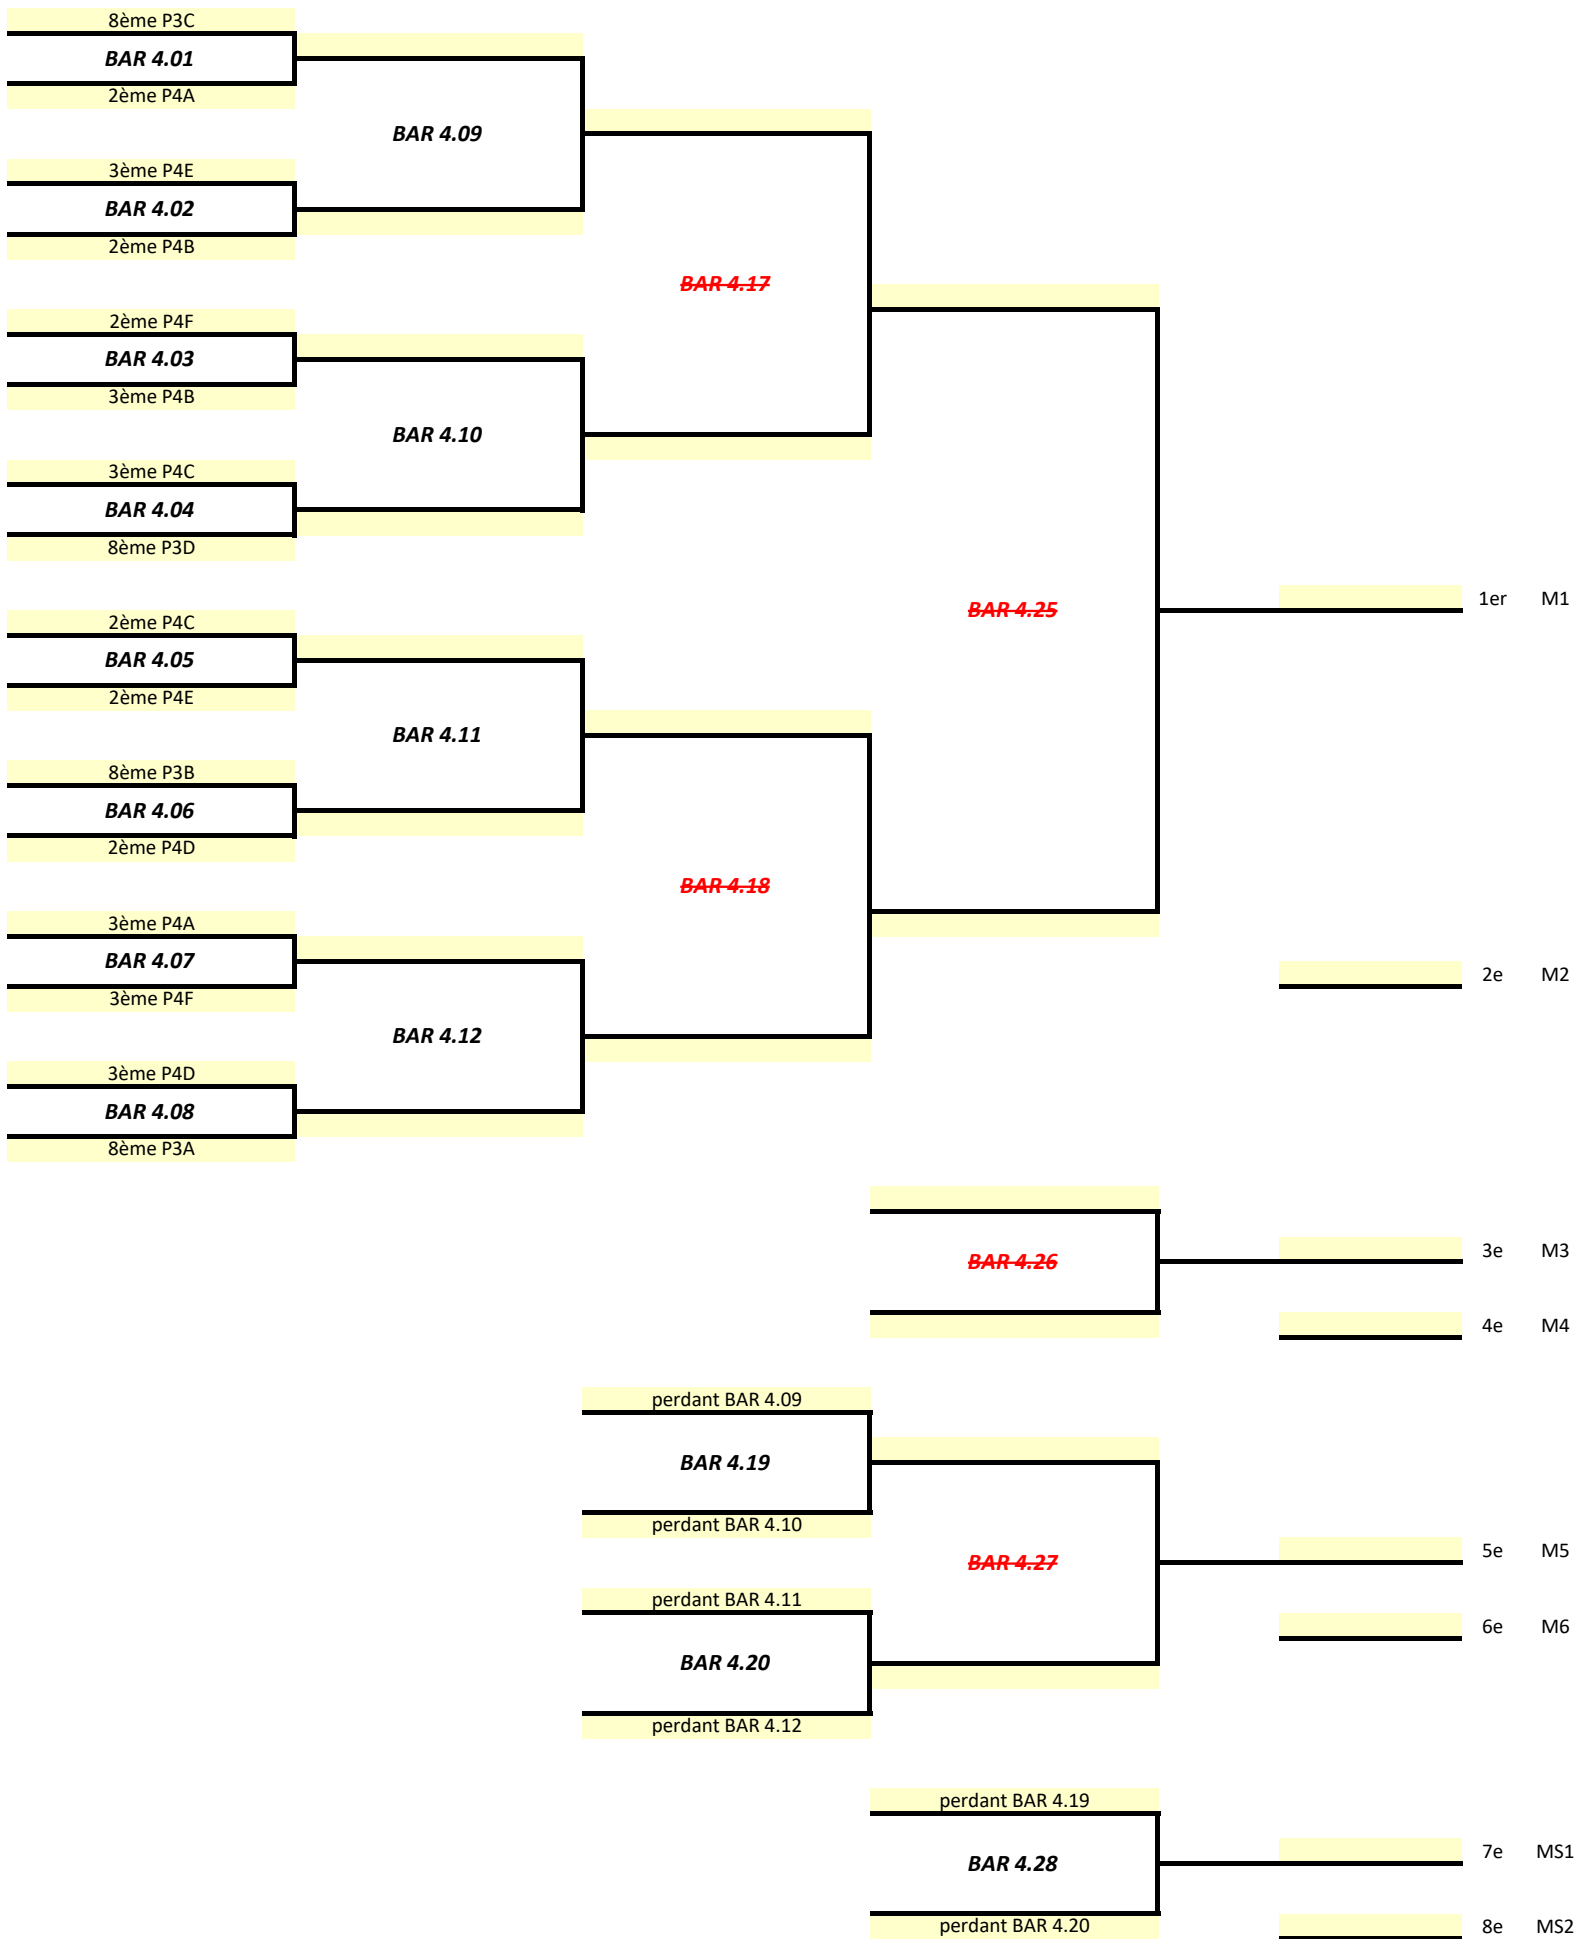 8ème P3C
BAR 4.01
2ème P4A
BAR 4.09
3ème P4E
BAR 4.02
2ème P4B
BAR 4.17
2ème P4F
BAR 4.03
3ème P4B
BAR 4.10
3ème P4C
BAR 4.04
8ème P3D
BAR 4.25
1er M1
2ème P4C
BAR 4.05
2ème P4E
BAR 4.11
8ème P3B
BAR 4.06
2ème P4D
BAR 4.18
3ème P4A
BAR 4.07
2e M2
3ème P4F
BAR 4.12
3ème P4D
BAR 4.08
8ème P3A
BAR 4.26
3e M3
4e M4
perdant BAR 4.09
BAR 4.19
perdant BAR 4.10
BAR 4.27
5e M5
perdant BAR 4.11
6e M6
BAR 4.20
perdant BAR 4.12
perdant BAR 4.19
BAR 4.28
7e MS1
perdant BAR 4.20
8e MS2